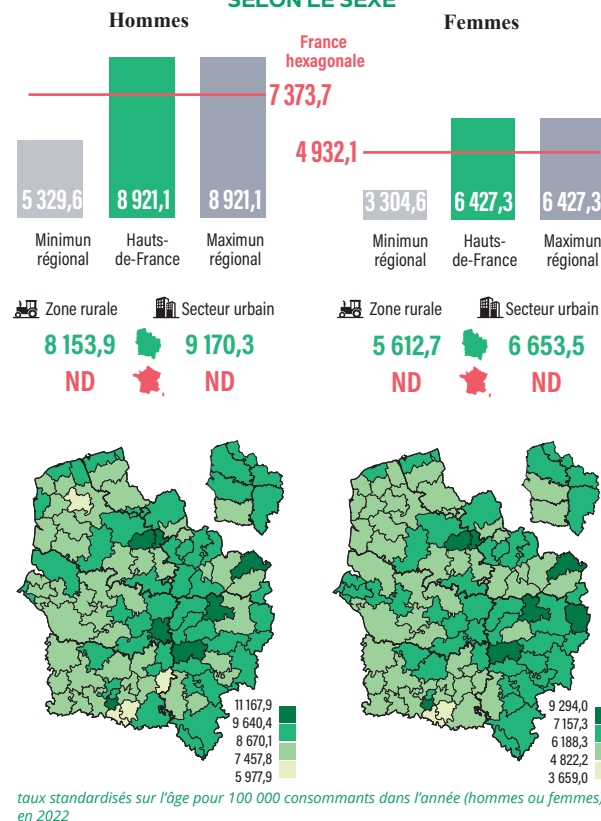 SELON LE SEXE
Hommes
Femmes
France
hexagonale
7 373,7
4 932,1
5 329,6
8 921,1
8 921,1
3 304,6
6 427,3
6 427,3
Minimun
régional
Hauts-
de-France
Maximun
régional
Minimun
régional
Hauts-
de-France
Maximun
régional
Zone rurale
Secteur urbain
Zone rurale
Secteur urbain
8 153,9
9 170,3
5 612,7
6 653,5
ND
ND
ND
ND
11 167,9
9 640,4
8 670,1
7 457,8
5 977,9
9 294,0
7 157,3
6 188,3
4 822,2
3 659,0
taux standardisés sur l'âge pour 100 000 consommants dans l'année (hommes ou femmes)
en 2022